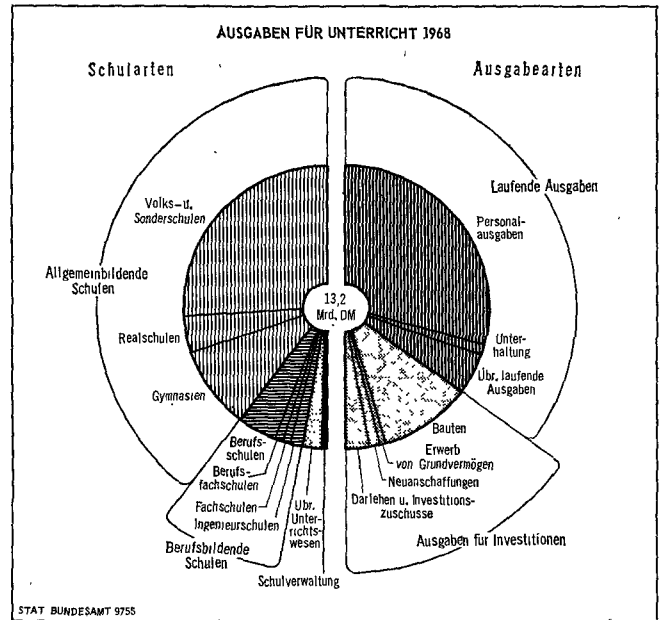 AUSGABEN FÜR UNTERRICHT 1968
Schularten
Ausgabearten
Volks-u.
Sonderschulen
Allgemeinbildende
Schulen
Realschulen
Gymnasien
Berufs-
schulen
Berufs-
fachschulen
Fachschulen
Ingenieurschulen
Berufsbildende
Schulen
Ubr.
Unter-
richts-
wesen
Schulverwaltung
13,2
Mrd. DM
Laufende Ausgaben
Personal-
ausgaben
Unter-
haltung
Übr. laufende
Ausgaben
Bauten
Erwerb
von Grundvermögen
Neuanschaffungen
Darlehen u. Investitions-
zuschusse
Ausgaben für Investitionen
STAT BUNDESAMT 9755